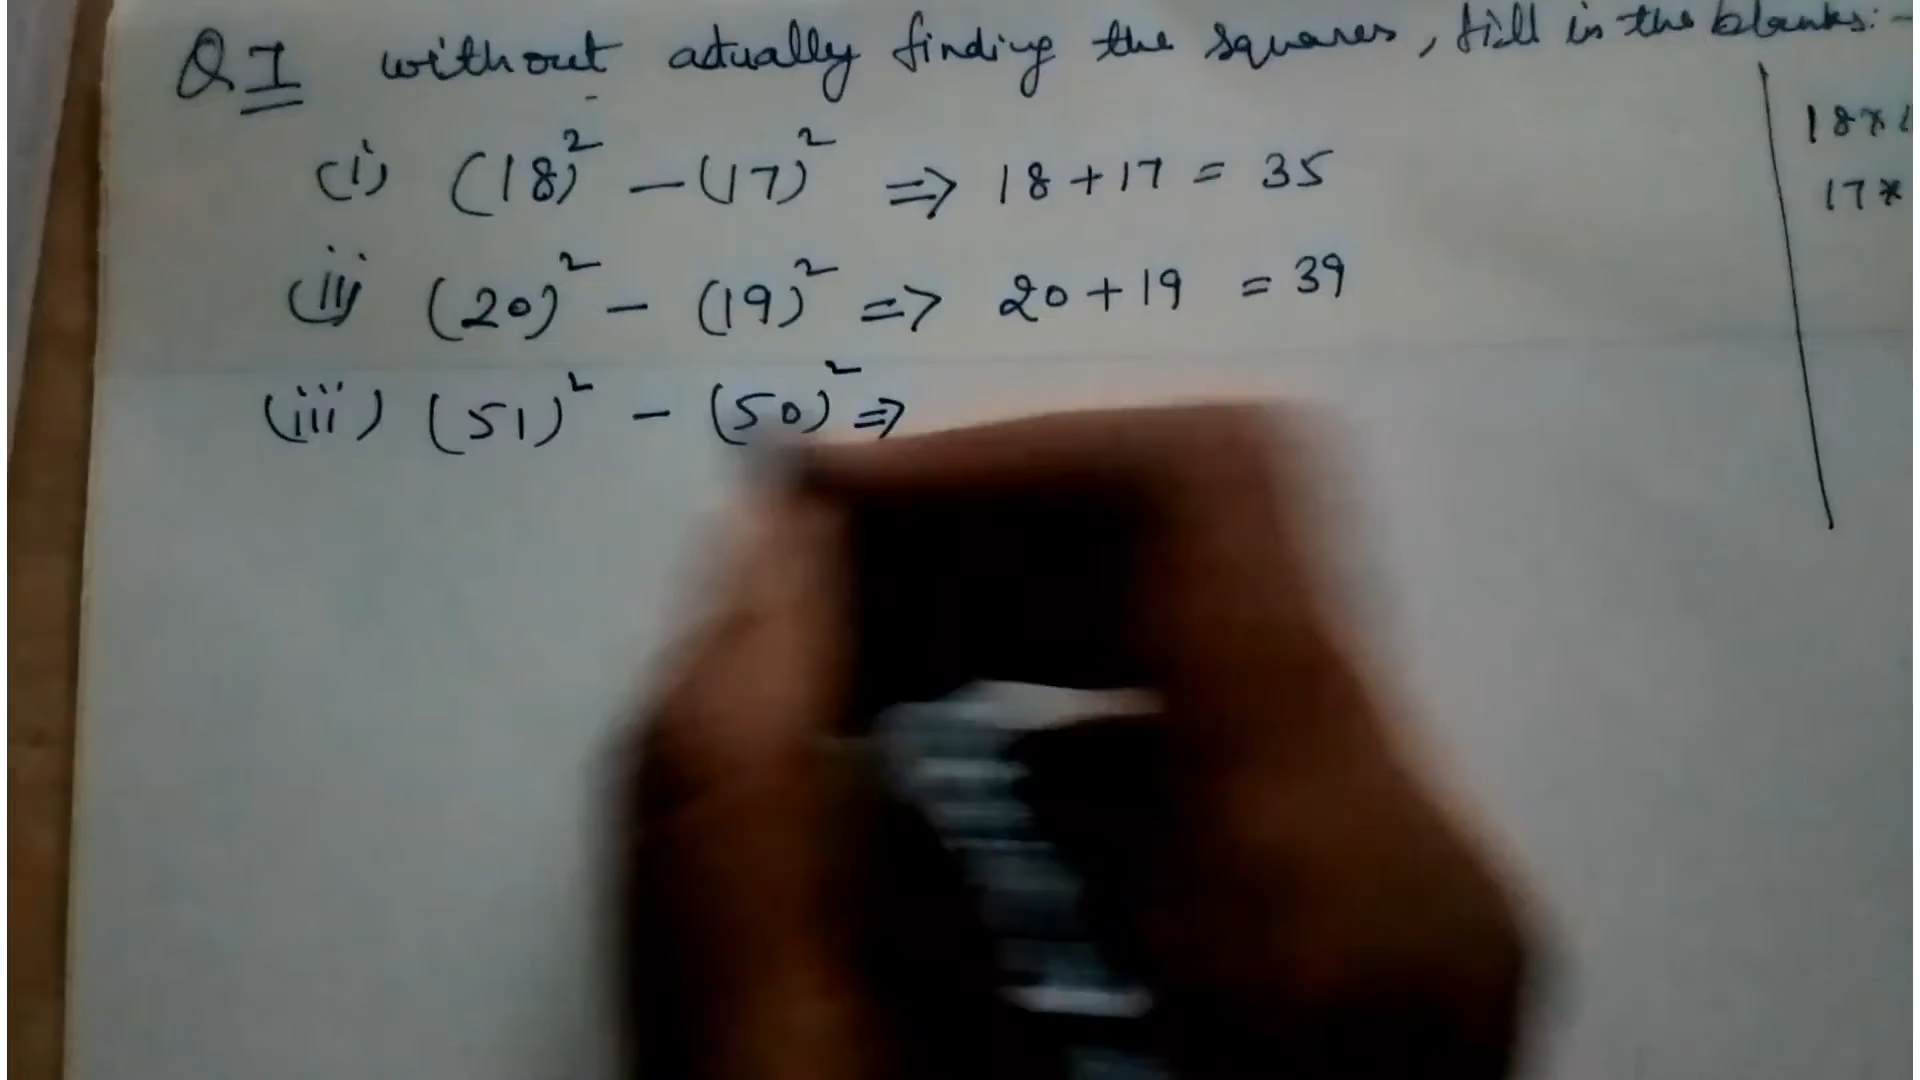 Q I without actually finding the squares, fill in the blanks:-
(i) (18)² - (17)² => 18 + 17 = 35
(ii) (20)² - (19)² => 20 + 19 = 39
(iii) (51)² - (50)² =>
18 ×
17 ×